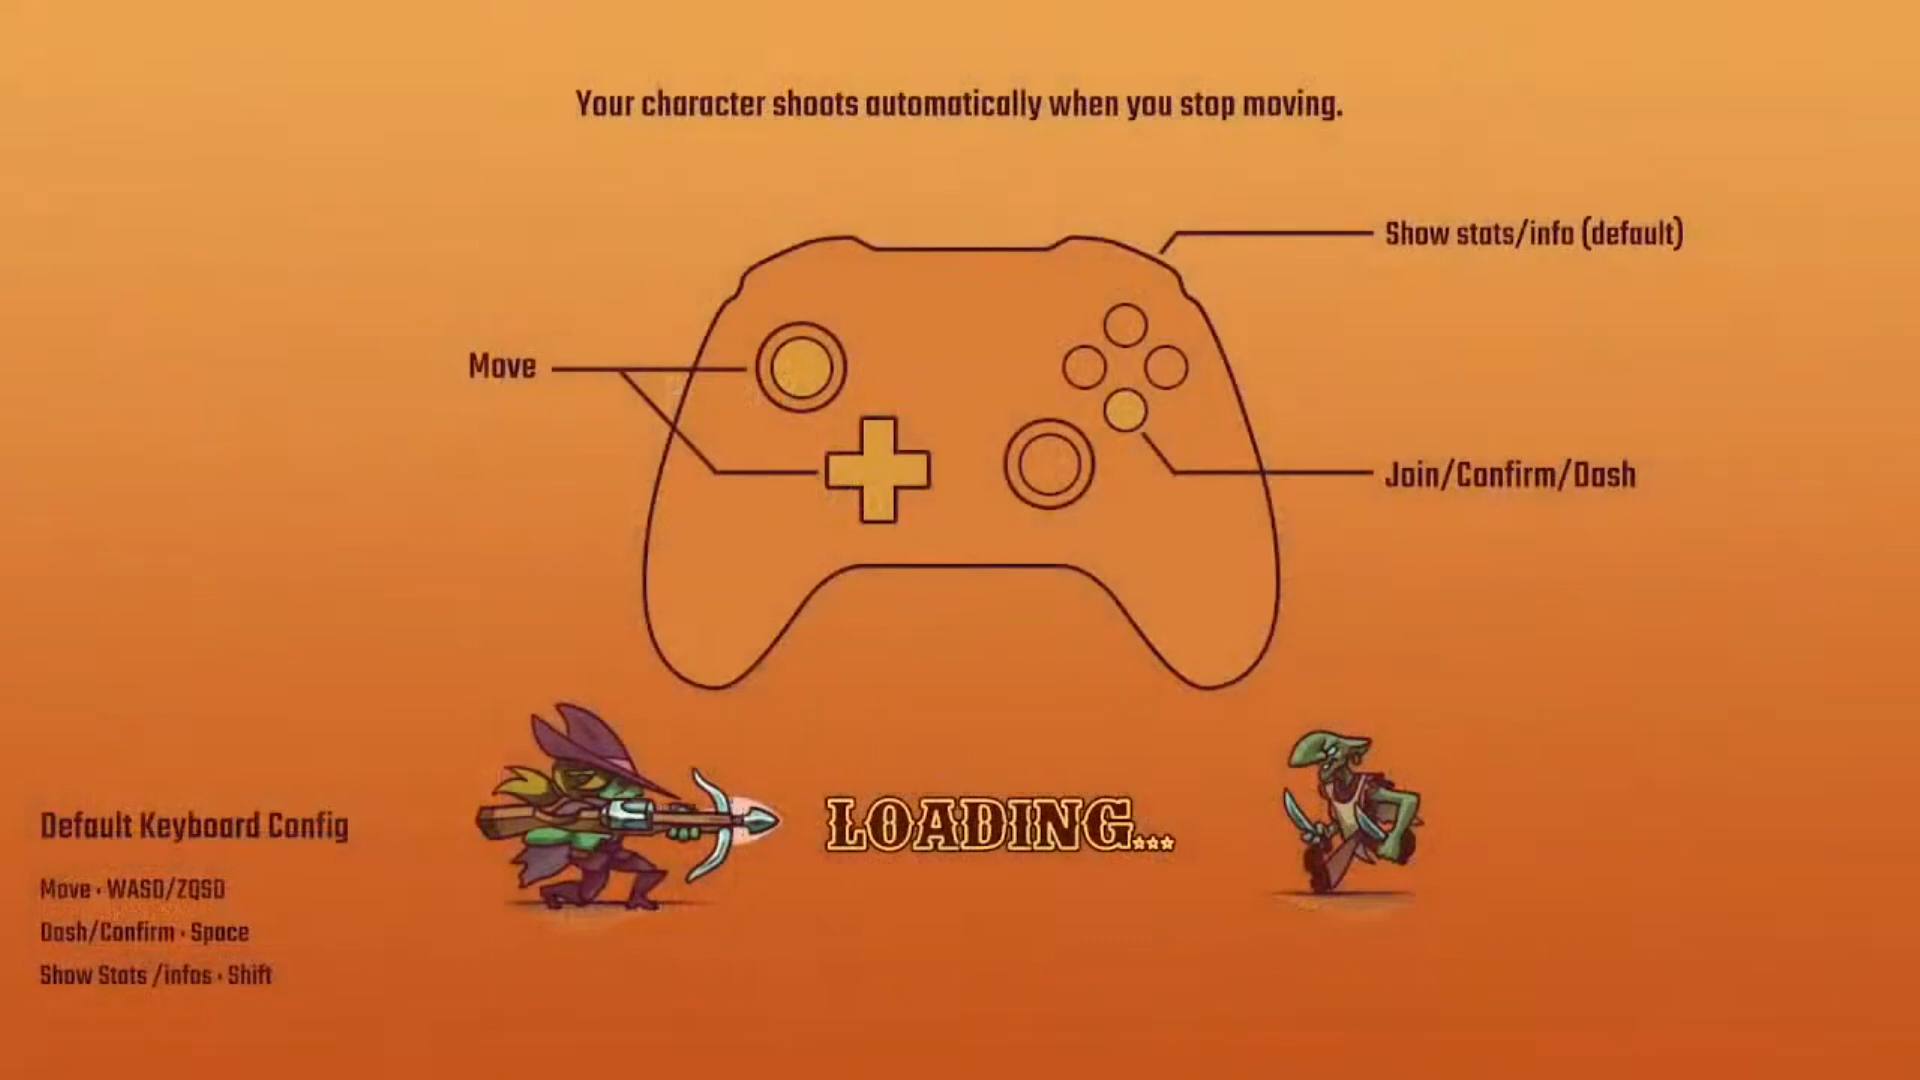 Your character shoots automatically when you stop moving.
Show stats/info (default)
Move
Join/Confirm/Dash
LOADING...
Default Keyboard Config
Move • WASD/ZQSD
Dash/Confirm • Space
Show Stats /infos • Shift